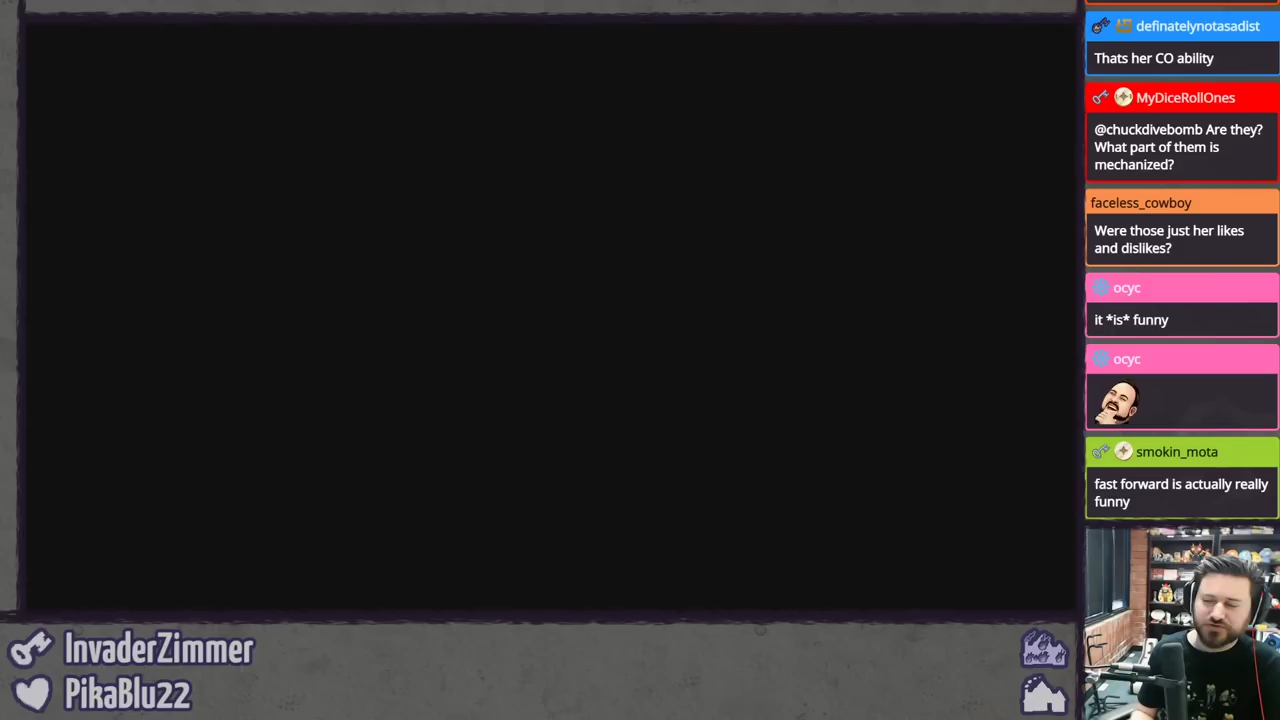 definatelynotasadist
Thats her CO ability
MyDiceRollOnes
@chuckdivebomb Are they?
What part of them is
mechanized?
faceless_cowboy
Were those just her likes
and dislikes?
ocyc
it *is* funny
ocyc
smokin_mota
fast forward is actually really
funny
InvaderZimmer
PikaBlu22